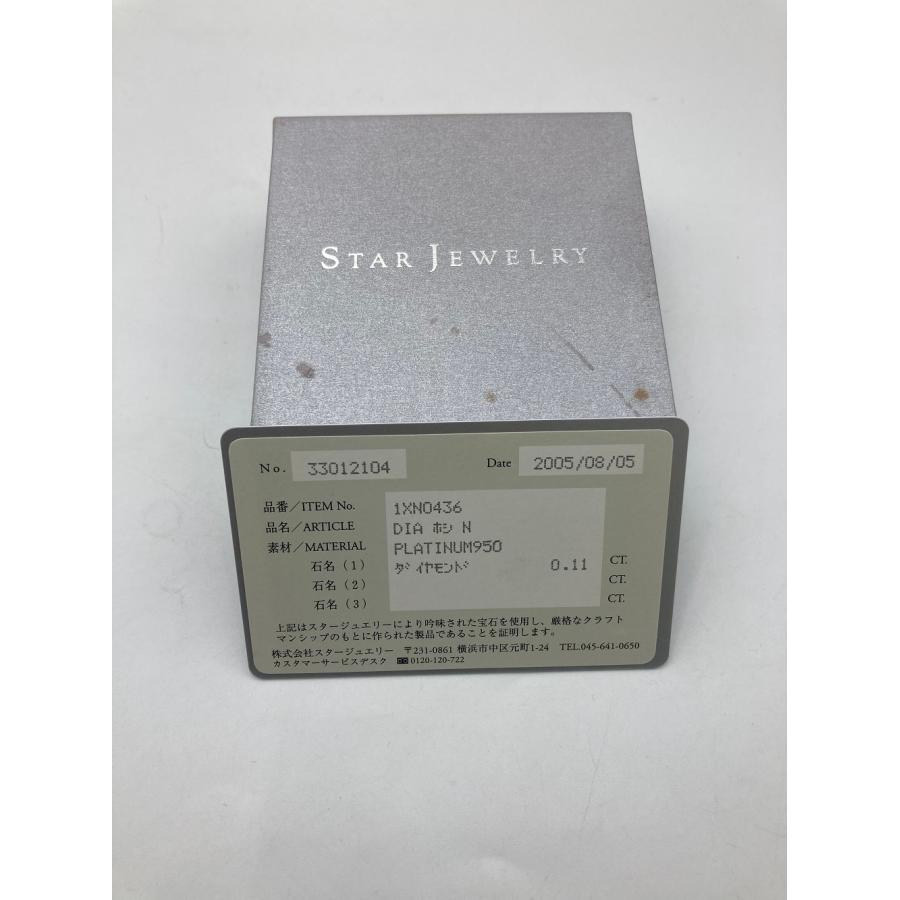 STAR JEWELRY
No. 33012104 Date 2005/08/05
品番／ITEM No. 1XN0436
品名／ARTICLE DIA ﾎｼ N
素材／MATERIAL PLATINUM950
石名（1） ﾀﾞｲﾔﾓﾝﾄﾞ 0.11 CT.
石名（2） CT.
石名（3） CT.
上記はスタージュエリーにより吟味された宝石を使用し、厳格なクラフト
マンシップのもとに作られた製品であることを証明します。
株式会社スタージュエリー 〒231-0861 横浜市中区元町1-24 TEL.045-641-0650
カスタマーサービスデスク 0120-120-722